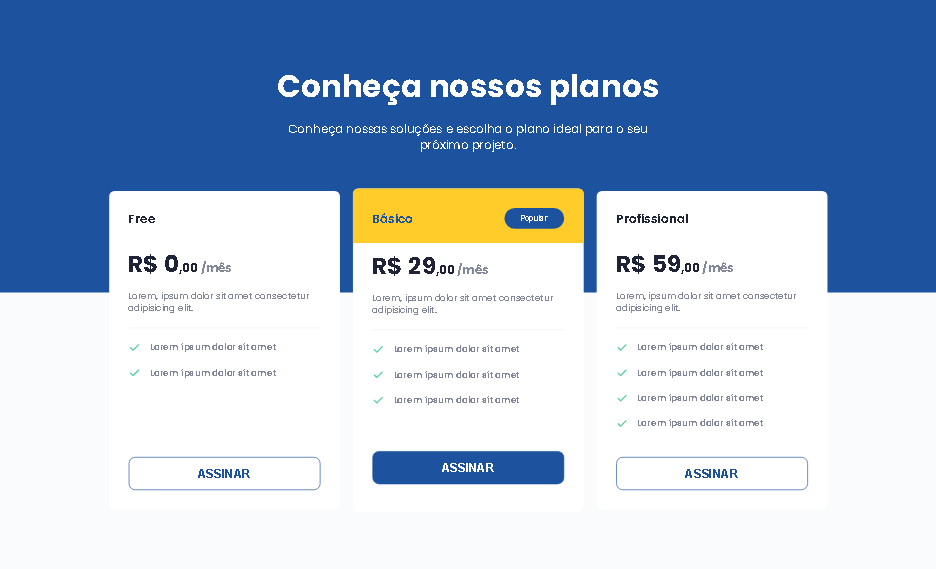 Conheça nossos planos
Conheça nossas soluções e escolha o plano ideal para o seu
próximo projeto.
Free
R$ 0,00 /mês
Lorem, ipsum dolor sit amet consectetur
adipisicing elit.
Lorem ipsum dolor sit amet
Lorem ipsum dolor sit amet
ASSINAR
Básico
Popular
R$ 29,00 /mês
Lorem, ipsum dolor sit amet consectetur
adipisicing elit.
Lorem ipsum dolor sit amet
Lorem ipsum dolor sit amet
Lorem ipsum dolor sit amet
ASSINAR
Profissional
R$ 59,00 /mês
Lorem, ipsum dolor sit amet consectetur
adipisicing elit.
Lorem ipsum dolor sit amet
Lorem ipsum dolor sit amet
Lorem ipsum dolor sit amet
Lorem ipsum dolor sit amet
ASSINAR